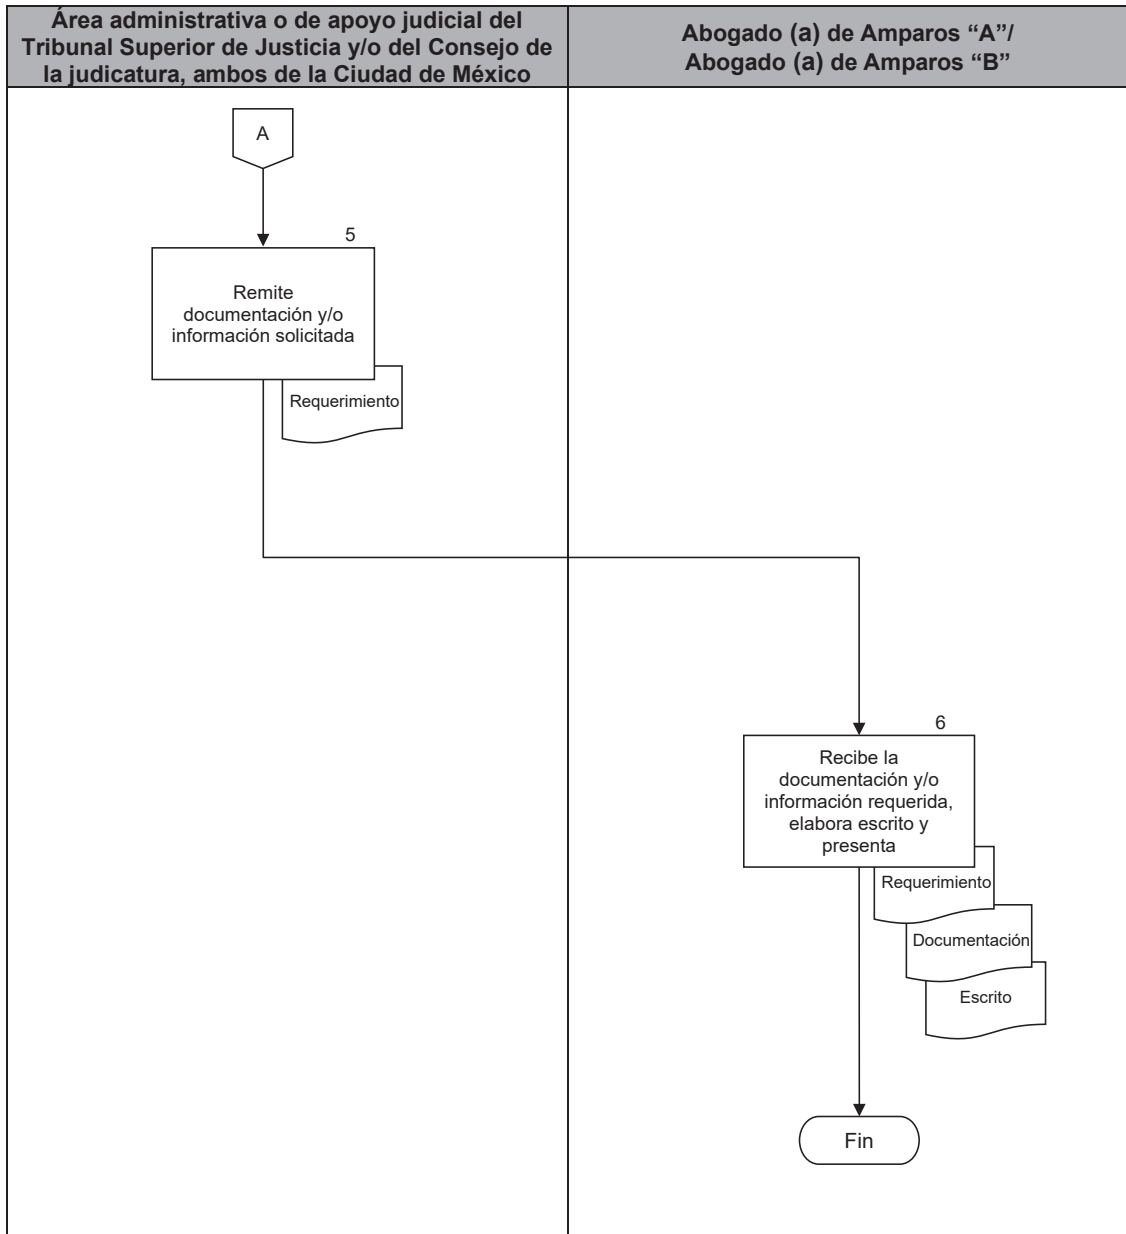 Área administrativa o de apoyo judicial del
Tribunal Superior de Justicia y/o del Consejo de
la judicatura, ambos de la Ciudad de México
Abogado (a) de Amparos “A”/
Abogado (a) de Amparos “B”
A
5
Remite
documentación y/o
información solicitada
Requerimiento
6
Recibe la
documentación y/o
información requerida,
elabora escrito y
presenta
Requerimiento
Documentación
Escrito
Fin